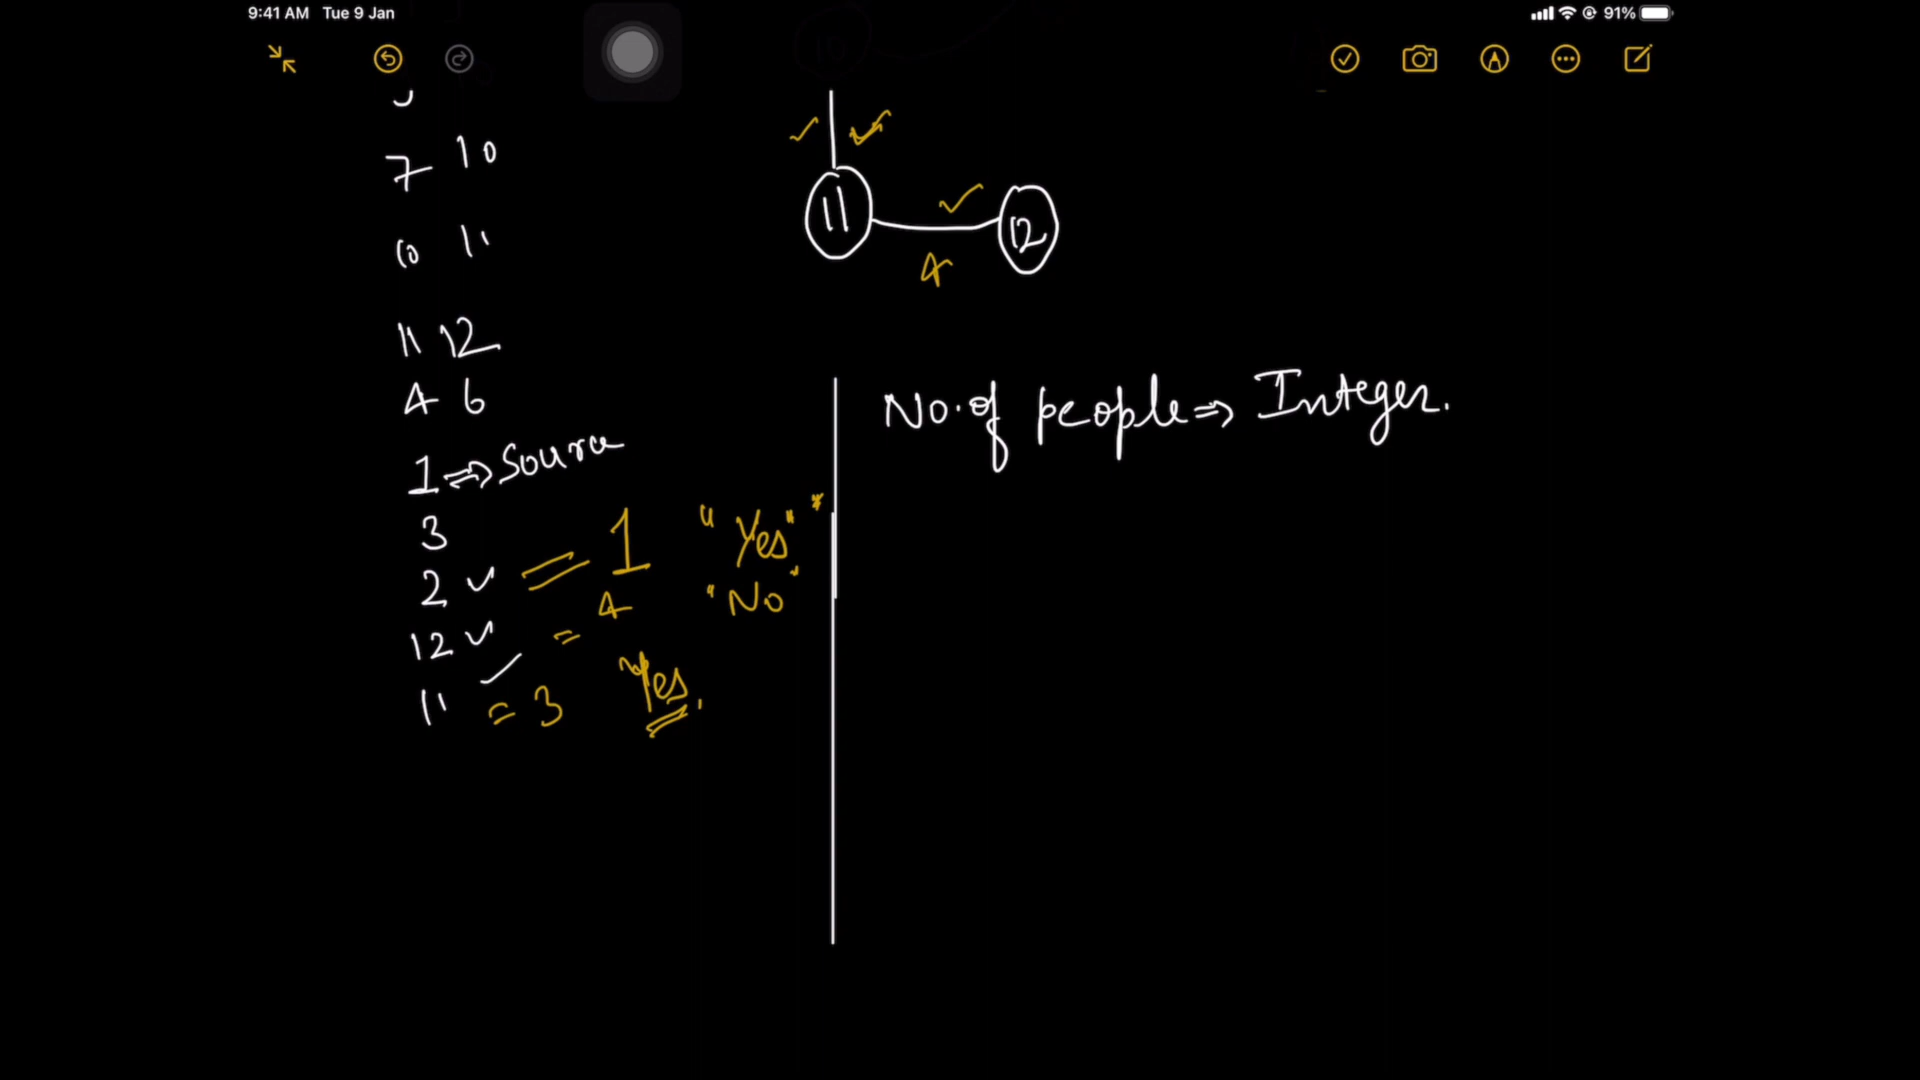 9:41 AM Tue 9 Jan
91%
7 10
10 11
11 12
4 6
1 => Source
3
2 = 1 "Yes"
12 = 4 "No"
11 = 3 Yes.
11
12
4
No. of people => Integer.